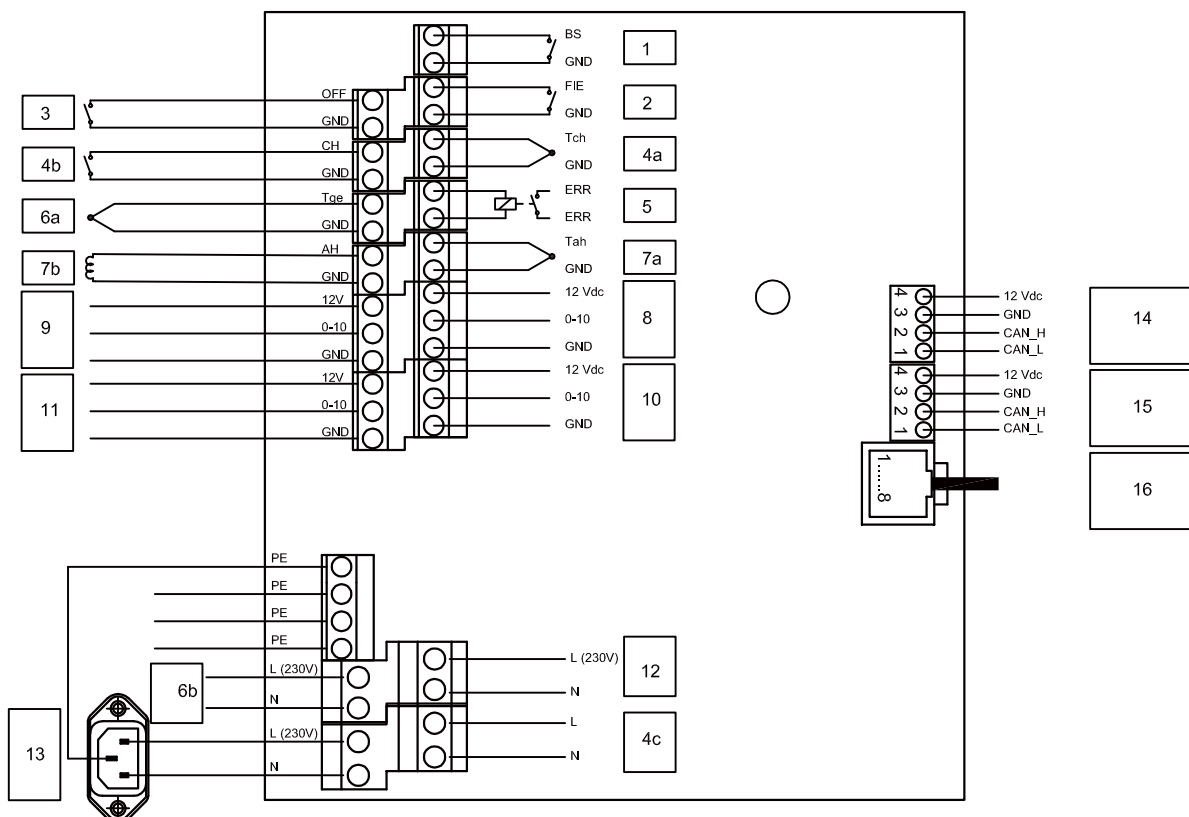 BS
GND
1
FIE
GND
2
OFF
GND
3
Tch
GND
4a
CH
GND
4b
ERR
ERR
5
Tqe
GND
6a
Tah
GND
7a
AH
GND
7b
12 Vdc
0-10
GND
8
12V
0-10
GND
9
12 Vdc
0-10
GND
10
12V
0-10
GND
11
4 12 Vdc
3 GND
2 CAN_H
1 CAN_L
14
4 12 Vdc
3 GND
2 CAN_H
1 CAN_L
15
1......8
16
PE
PE
PE
PE
L (230V)
N
6b
L (230V)
N
12
L (230V)
N
13
L
N
4c